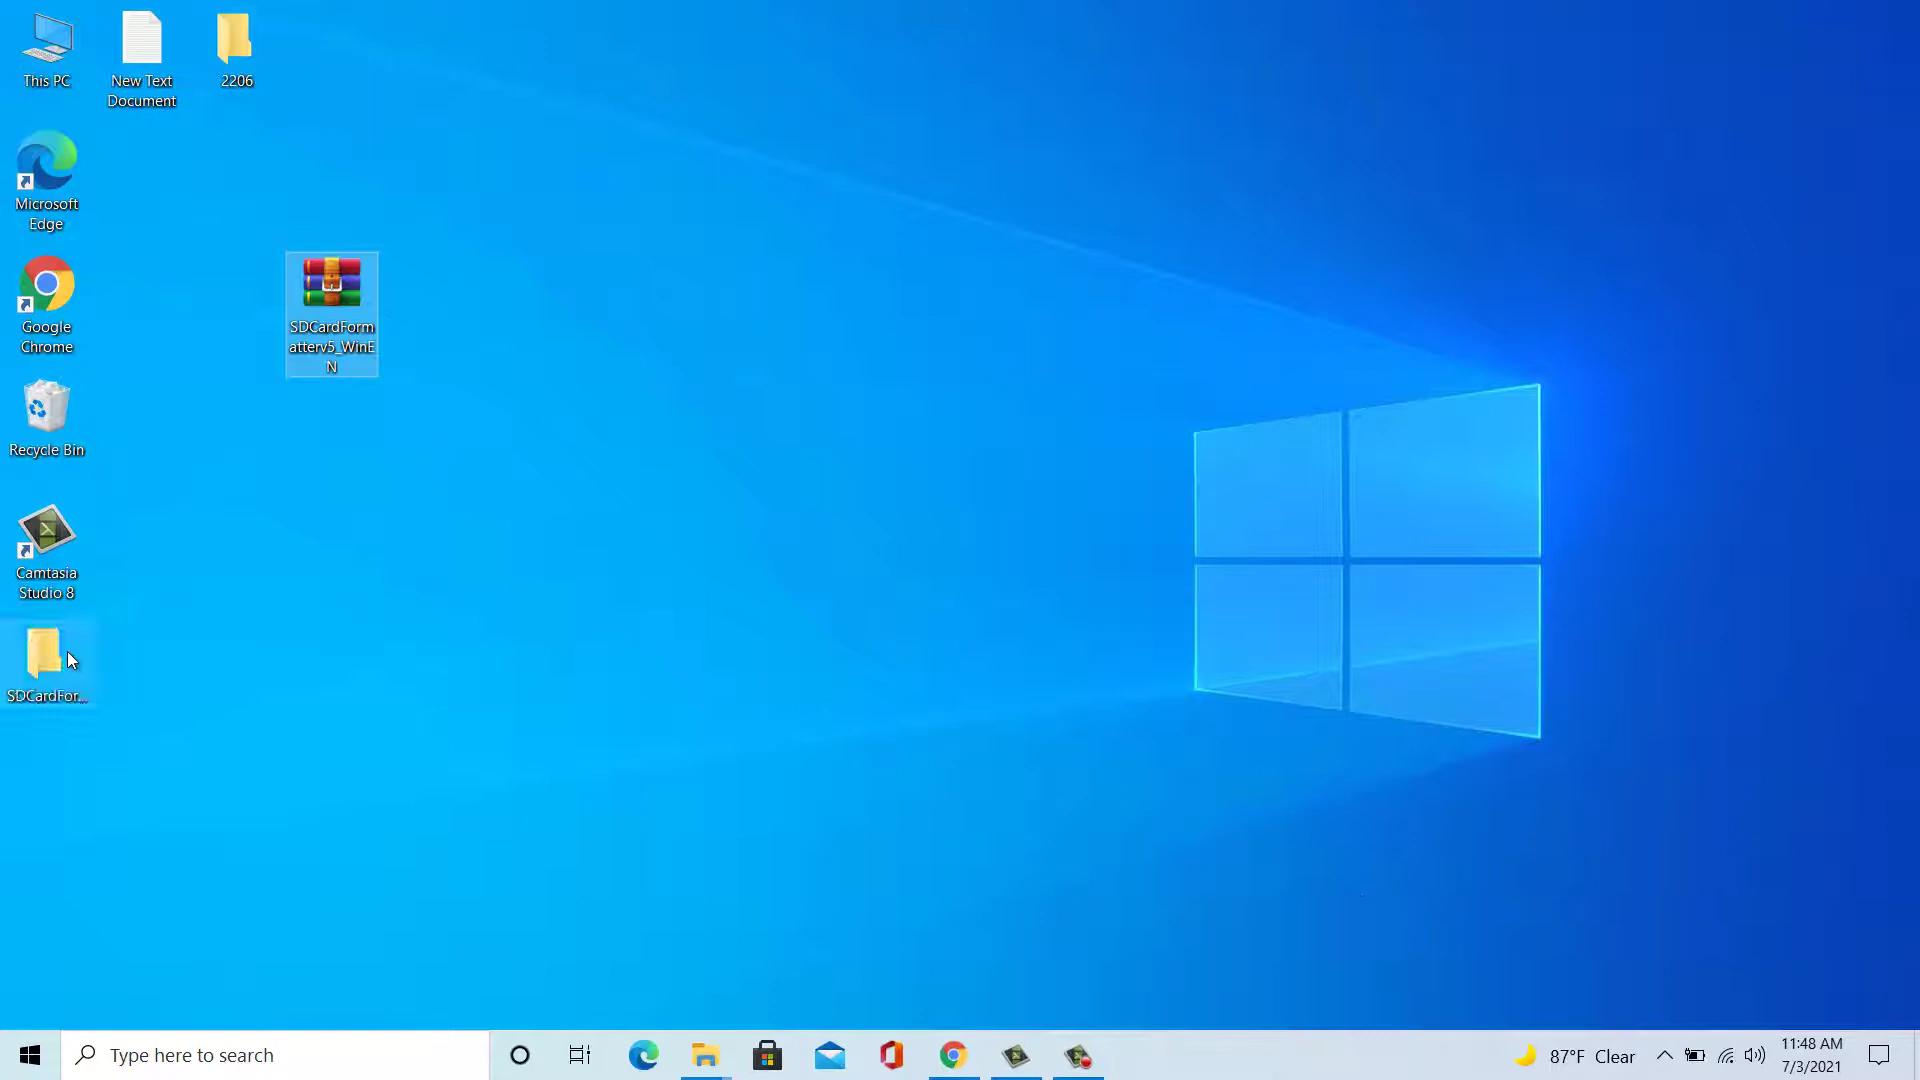 This PC
New Text
Document
2206
Microsoft
Edge
Google
Chrome
SDCardForm
atterv5_WinE
N
Recycle Bin
Camtasia
Studio 8
SDCardFor...
Type here to search
87°F Clear
11:48 AM
7/3/2021